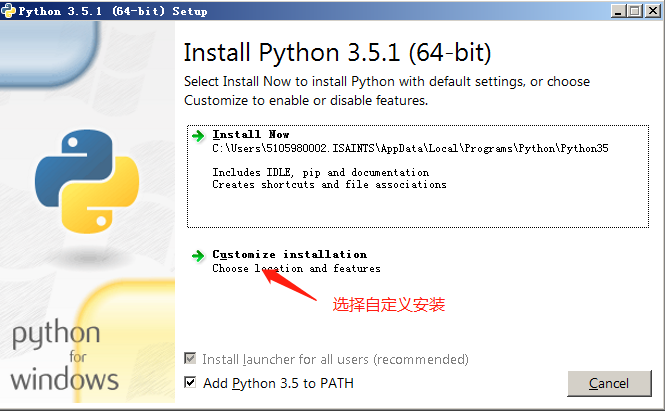 Python 3.5.1 (64-bit) Setup
Install Python 3.5.1 (64-bit)
Select Install Now to install Python with default settings, or choose
Customize to enable or disable features.
Install Now
C:\Users\5105980002.ISAINTS\AppData\Local\Programs\Python\Python35
Includes IDLE, pip and documentation
Creates shortcuts and file associations
Customize installation
Choose location and features
选择自定义安装
python
for
windows
Install launcher for all users (recommended)
Add Python 3.5 to PATH
Cancel